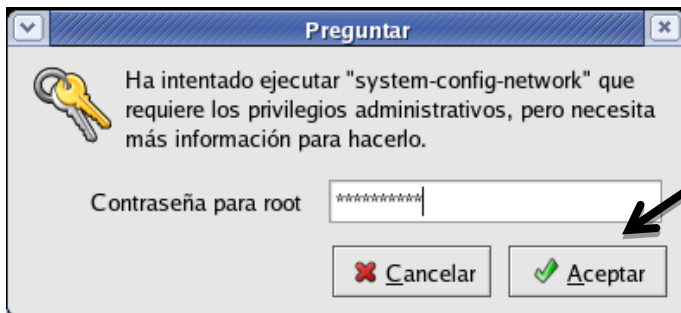 Preguntar
Ha intentado ejecutar "system-config-network" que
requiere los privilegios administrativos, pero necesita
más información para hacerlo.
Contraseña para root **********
Cancelar Aceptar